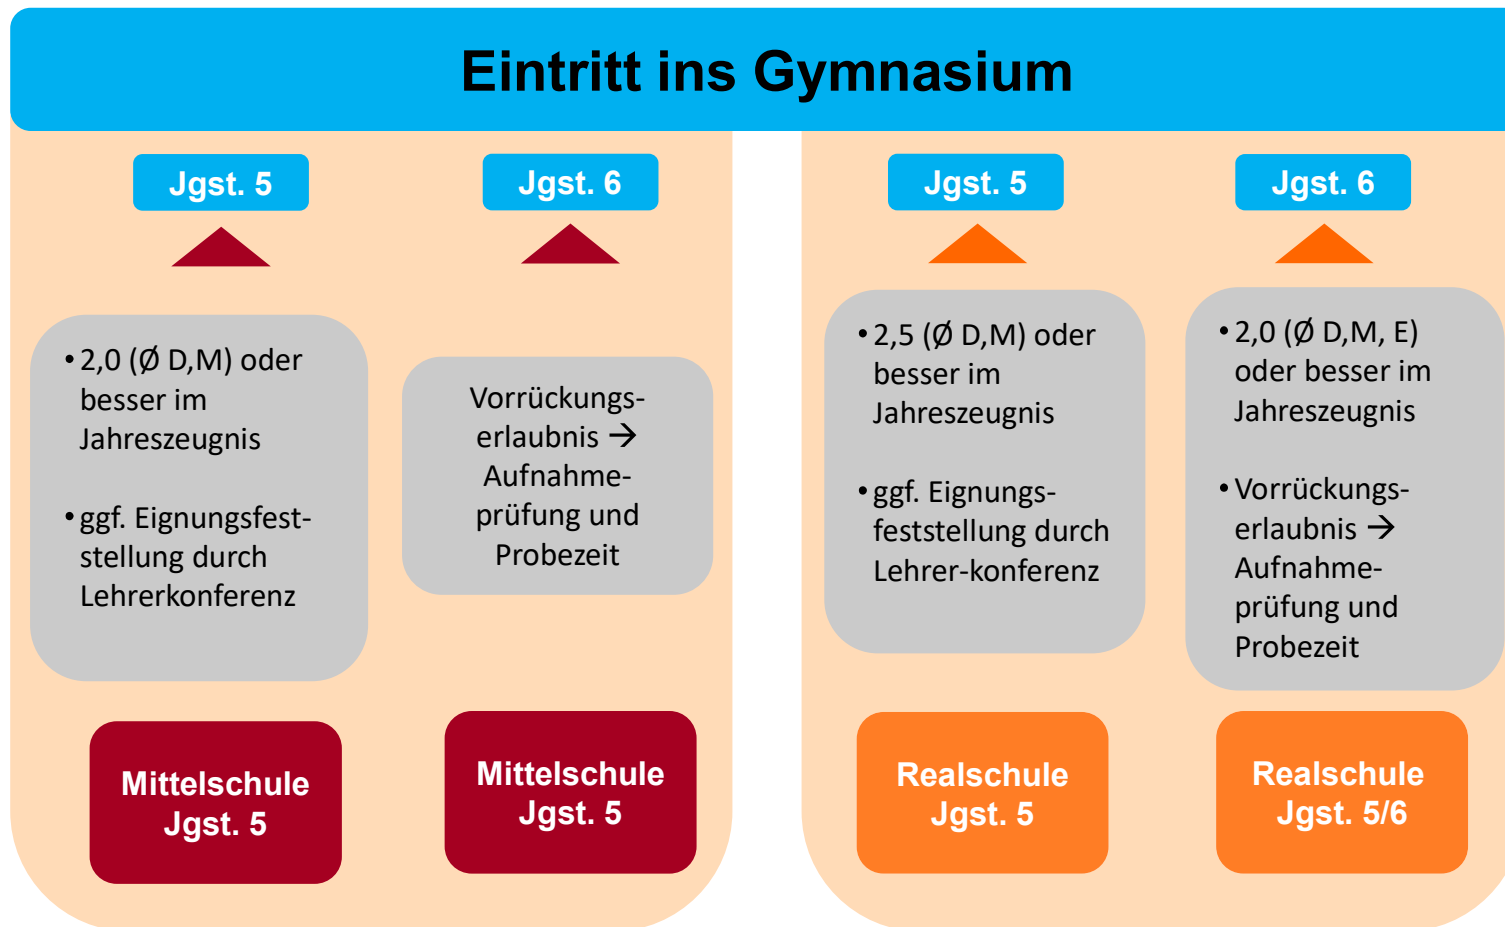 Eintritt ins Gymnasium
Jgst. 5
• 2,0 (Ø D,M) oder
besser im
Jahreszeugnis
• ggf. Eignungsfest-
stellung durch
Lehrerkonferenz
Mittelschule
Jgst. 5
Jgst. 6
Vorrückungs-
erlaubnis →
Aufnahme-
prüfung und
Probezeit
Mittelschule
Jgst. 5
Jgst. 5
• 2,5 (Ø D,M) oder
besser im
Jahreszeugnis
• ggf. Eignungs-
feststellung durch
Lehrer-konferenz
Realschule
Jgst. 5
Jgst. 6
• 2,0 (Ø D,M, E)
oder besser im
Jahreszeugnis
• Vorrückungs-
erlaubnis →
Aufnahme-
prüfung und
Probezeit
Realschule
Jgst. 5/6